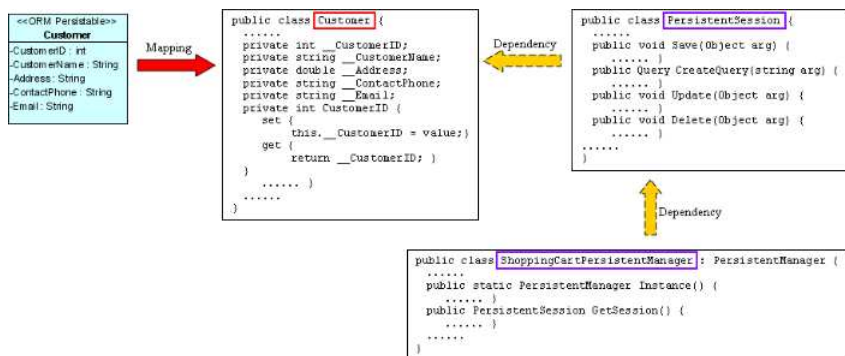 <<ORM Persistable>>
Customer
-CustomerID : int
-CustomerName : String
-Address : String
-ContactPhone : String
-Email : String
Mapping
public class Customer {
......
private int __CustomerID;
private string __CustomerName;
private double __Address;
private string __ContactPhone;
private string __Email;
private int CustomerID {
set {
this.__CustomerID = value;}
get {
return __CustomerID; }
}
...... }
......
}
Dependency
public class PersistentSession {
......
public void Save(Object arg) {
...... }
public Query CreateQuery(string arg) {
...... }
public void Update(Object arg) {
...... }
public void Delete(Object arg) {
...... }
......
}
Dependency
public class ShoppingCartPersistentManager : PersistentManager {
......
public static PersistentManager Instance() {
...... }
public PersistentSession GetSession() {
...... }
......
}